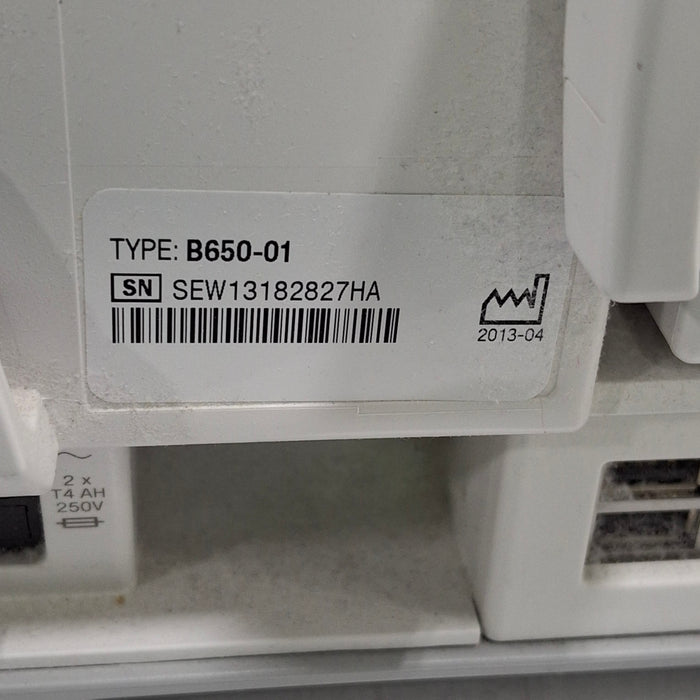 TYPE: B650-01
SN SEW13182827HA
2013-04
2 x
T4 AH
250V